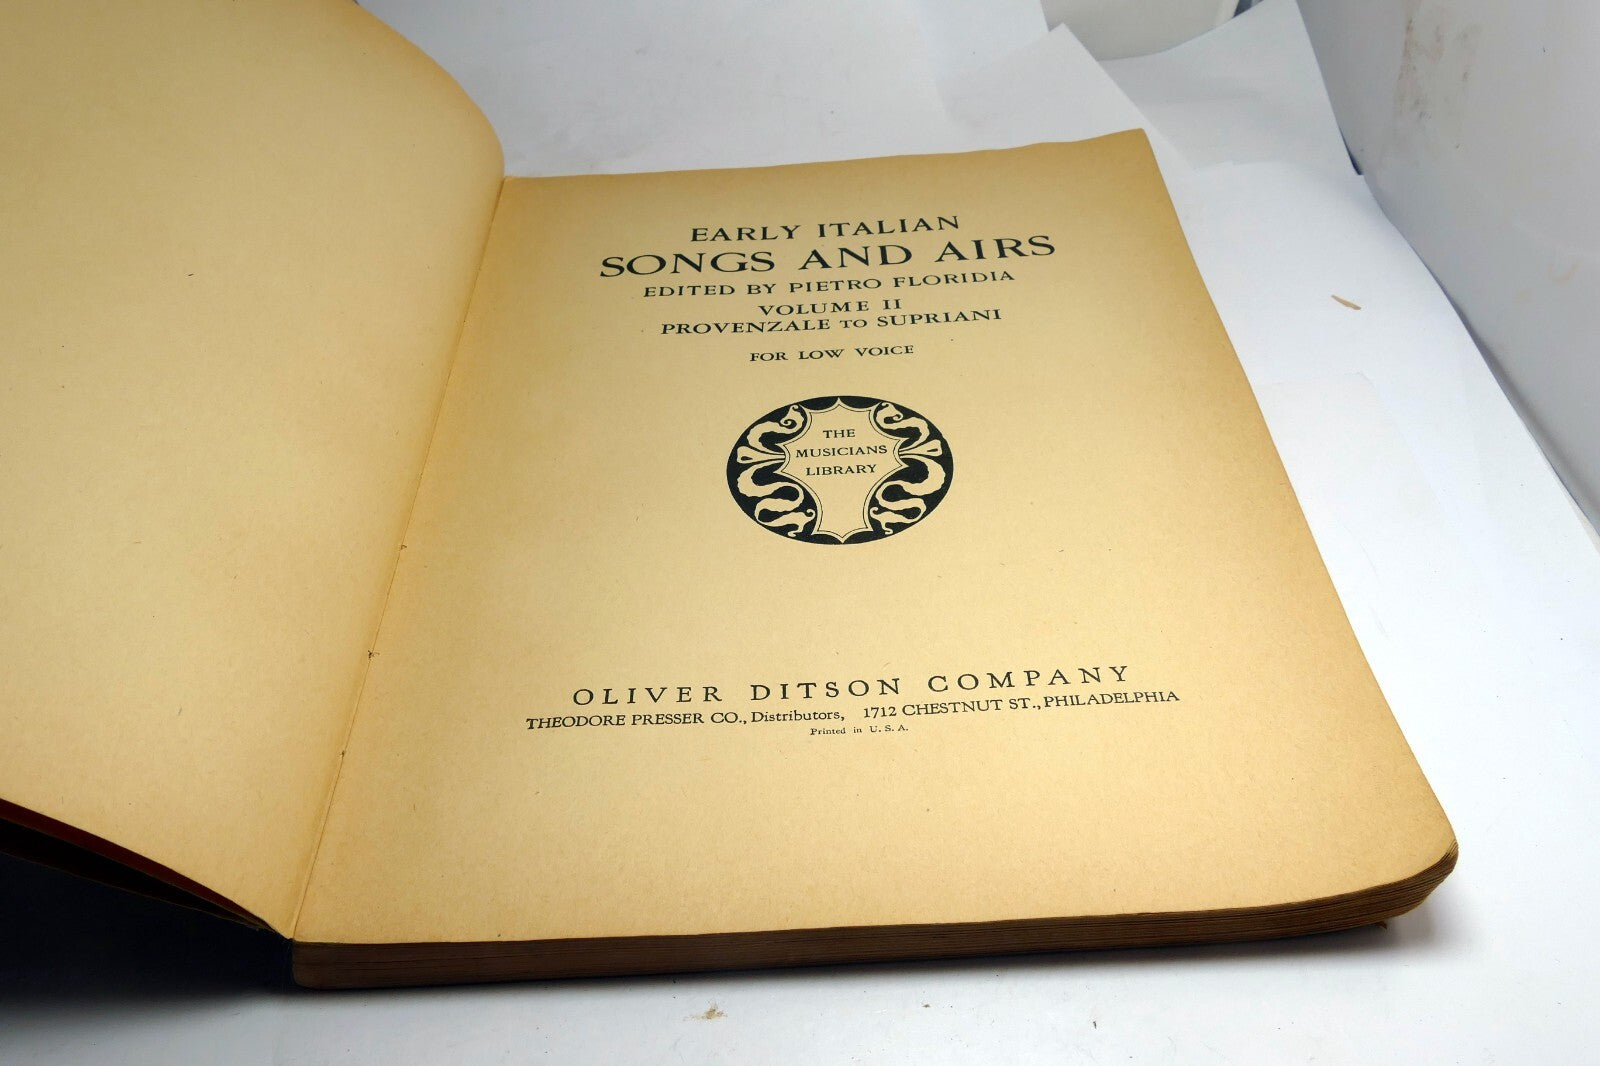 EARLY ITALIAN
SONGS AND AIRS
EDITED BY PIETRO FLORIDIA
VOLUME II
PROVENZALE TO SUPRIANI
FOR LOW VOICE
THE
MUSICIANS
LIBRARY
OLIVER DITSON COMPANY
THEODORE PRESSER CO., Distributors, 1712 CHESTNUT ST., PHILADELPHIA
Printed in U. S. A.